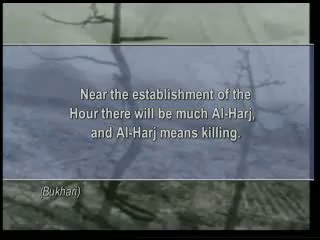 Near the establishment of the
Hour there will be much Al-Harj,
and Al-Harj means killing.
(Bukhari)